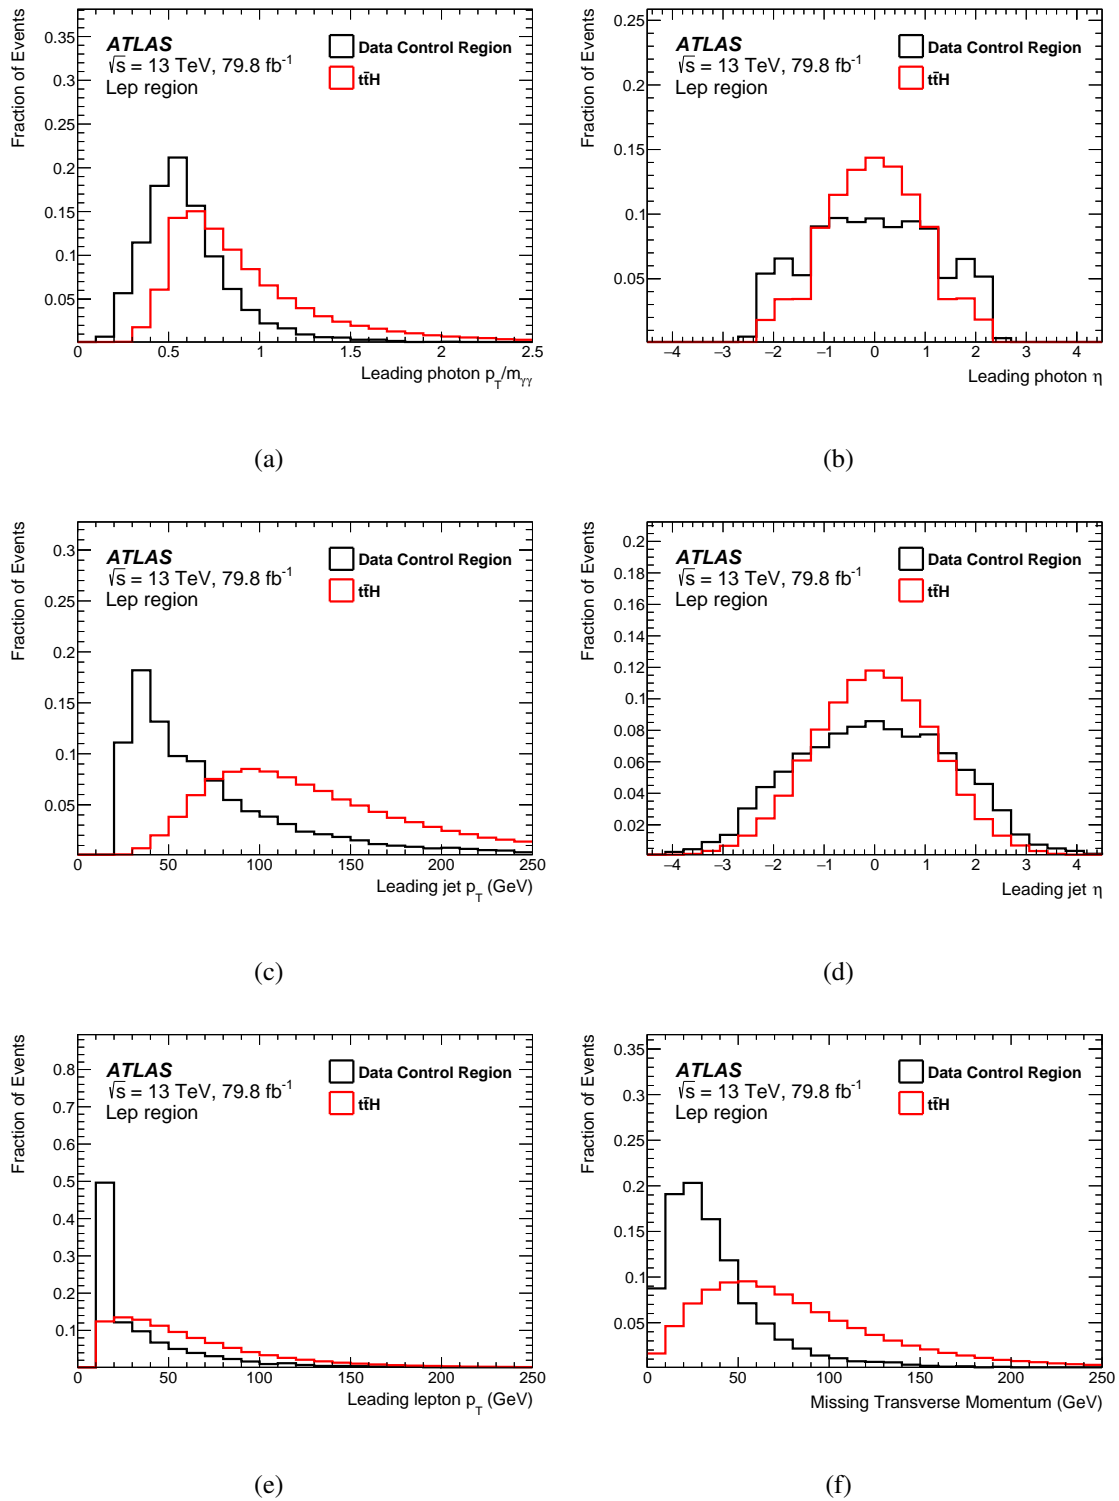 Fraction of Events
ATLAS
√s = 13 TeV, 79.8 fb⁻¹
Lep region
Data Control Region
tt̄H
0.35
0.3
0.25
0.2
0.15
0.1
0.05
0 0.5 1 1.5 2 2.5
Leading photon p_T/m_γγ
(a)
Fraction of Events
ATLAS
√s = 13 TeV, 79.8 fb⁻¹
Lep region
Data Control Region
tt̄H
0.25
0.2
0.15
0.1
0.05
−4 −3 −2 −1 0 1 2 3 4
Leading photon η
(b)
Fraction of Events
ATLAS
√s = 13 TeV, 79.8 fb⁻¹
Lep region
Data Control Region
tt̄H
0.3
0.25
0.2
0.15
0.1
0.05
0 50 100 150 200 250
Leading jet p_T (GeV)
(c)
Fraction of Events
ATLAS
√s = 13 TeV, 79.8 fb⁻¹
Lep region
Data Control Region
tt̄H
0.2
0.18
0.16
0.14
0.12
0.1
0.08
0.06
0.04
0.02
−4 −3 −2 −1 0 1 2 3 4
Leading jet η
(d)
Fraction of Events
ATLAS
√s = 13 TeV, 79.8 fb⁻¹
Lep region
Data Control Region
tt̄H
0.8
0.7
0.6
0.5
0.4
0.3
0.2
0.1
0 50 100 150 200 250
Leading lepton p_T (GeV)
(e)
Fraction of Events
ATLAS
√s = 13 TeV, 79.8 fb⁻¹
Lep region
Data Control Region
tt̄H
0.35
0.3
0.25
0.2
0.15
0.1
0.05
0 50 100 150 200 250
Missing Transverse Momentum (GeV)
(f)